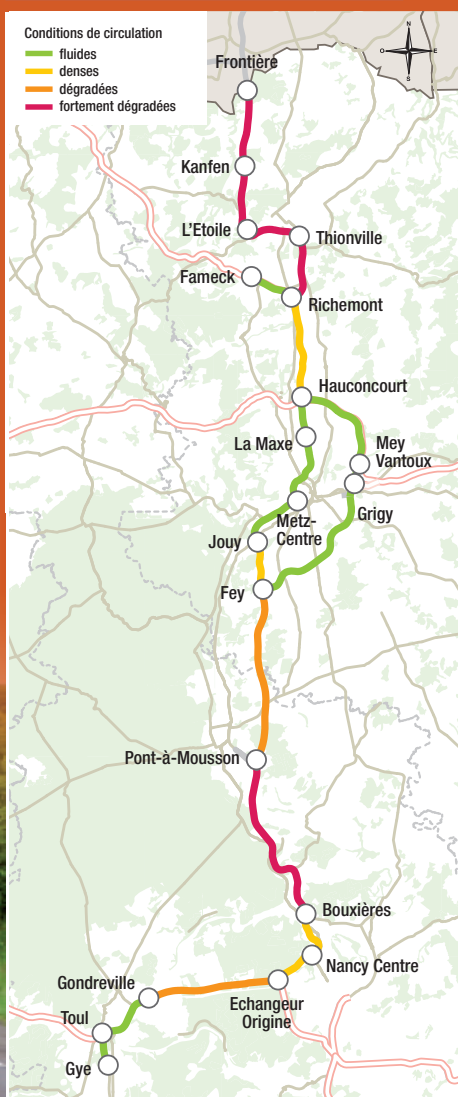 Conditions de circulation
fluides
denses
dégradées
fortement dégradées
N
O
E
S
Frontière
Kanfen
L'Etoile
Thionville
Fameck
Richemont
Hauconcourt
La Maxe
Mey
Vantoux
Metz-
Centre
Grigy
Jouy
Fey
Pont-à-Mousson
Bouxières
Nancy Centre
Gondreville
Echangeur
Origine
Toul
Gye